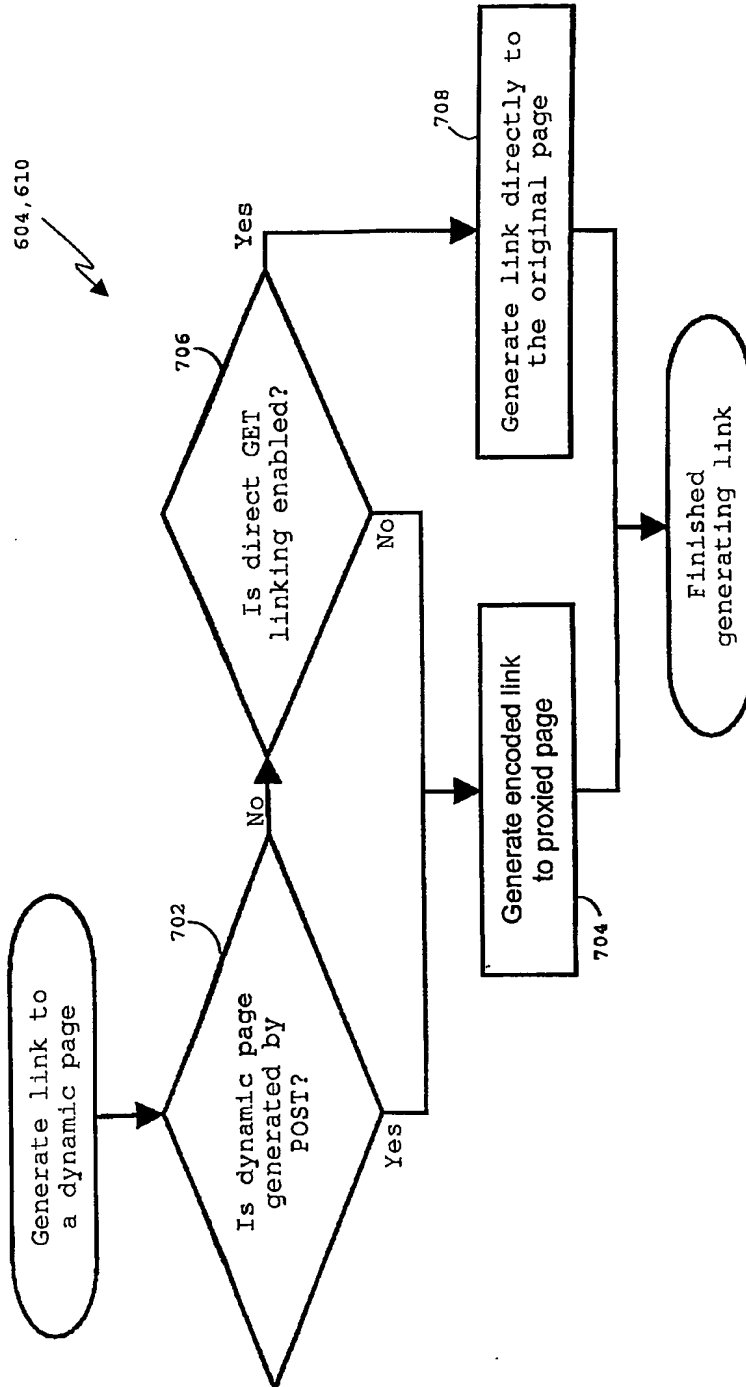 604,610
Generate link to
a dynamic page
702
Is dynamic page
generated by
POST?
No
Yes
706
Is direct GET
linking enabled?
Yes
No
704
Generate encoded link
to proxied page
708
Generate link directly to
the original page
Finished
generating link